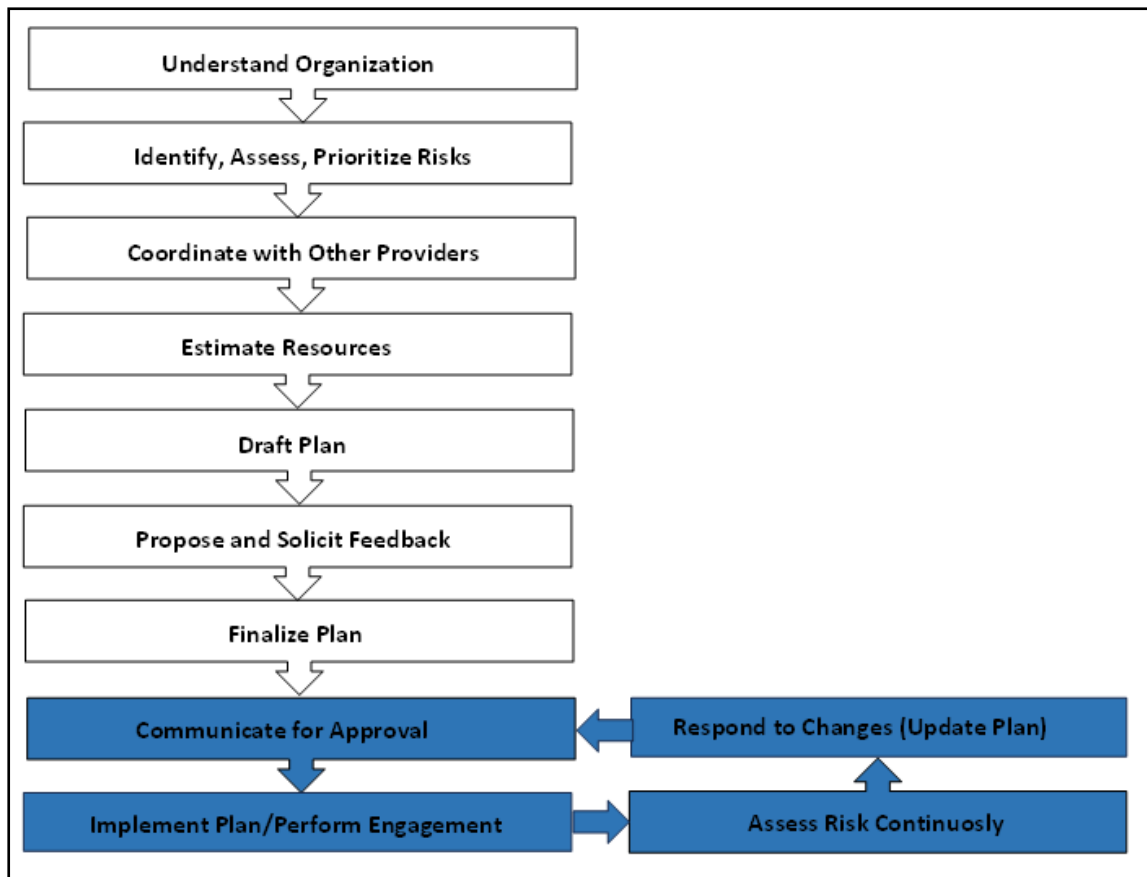 Understand Organization
Identify, Assess, Prioritize Risks
Coordinate with Other Providers
Estimate Resources
Draft Plan
Propose and Solicit Feedback
Finalize Plan
Communicate for Approval
Respond to Changes (Update Plan)
Implement Plan/Perform Engagement
Assess Risk Continuosly